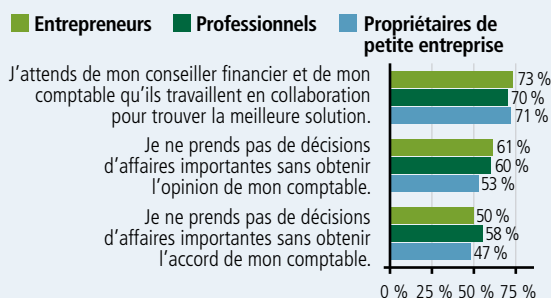 Entrepreneurs Professionnels Propriétaires de
petite entreprise
J'attends de mon conseiller financier et de mon
comptable qu'ils travaillent en collaboration
pour trouver la meilleure solution.
73 %
70 %
71 %
Je ne prends pas de décisions
d'affaires importantes sans obtenir
l'opinion de mon comptable.
61 %
60 %
53 %
Je ne prends pas de décisions
d'affaires importantes sans obtenir
l'accord de mon comptable.
50 %
58 %
47 %
0 % 25 % 50 % 75 %